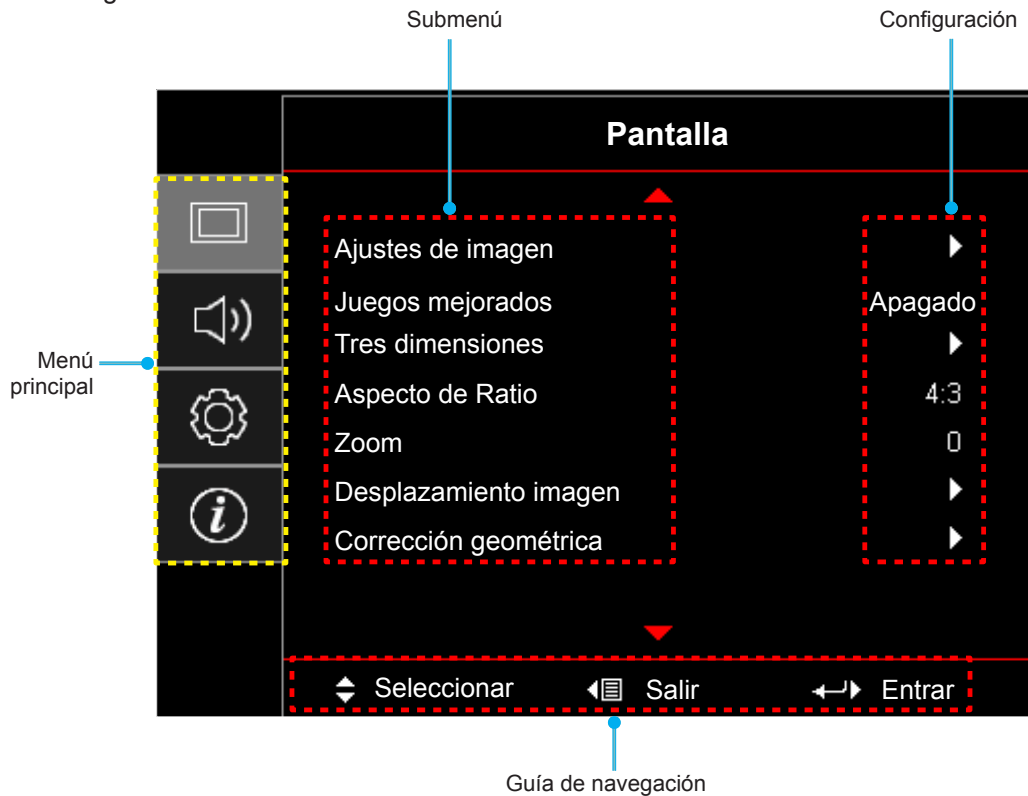 Submenú
Configuración
Pantalla
Ajustes de imagen
Juegos mejorados Apagado
Tres dimensiones
Menú
principal
Aspecto de Ratio 4:3
Zoom 0
Desplazamiento imagen
Corrección geométrica
Seleccionar Salir Entrar
Guía de navegación